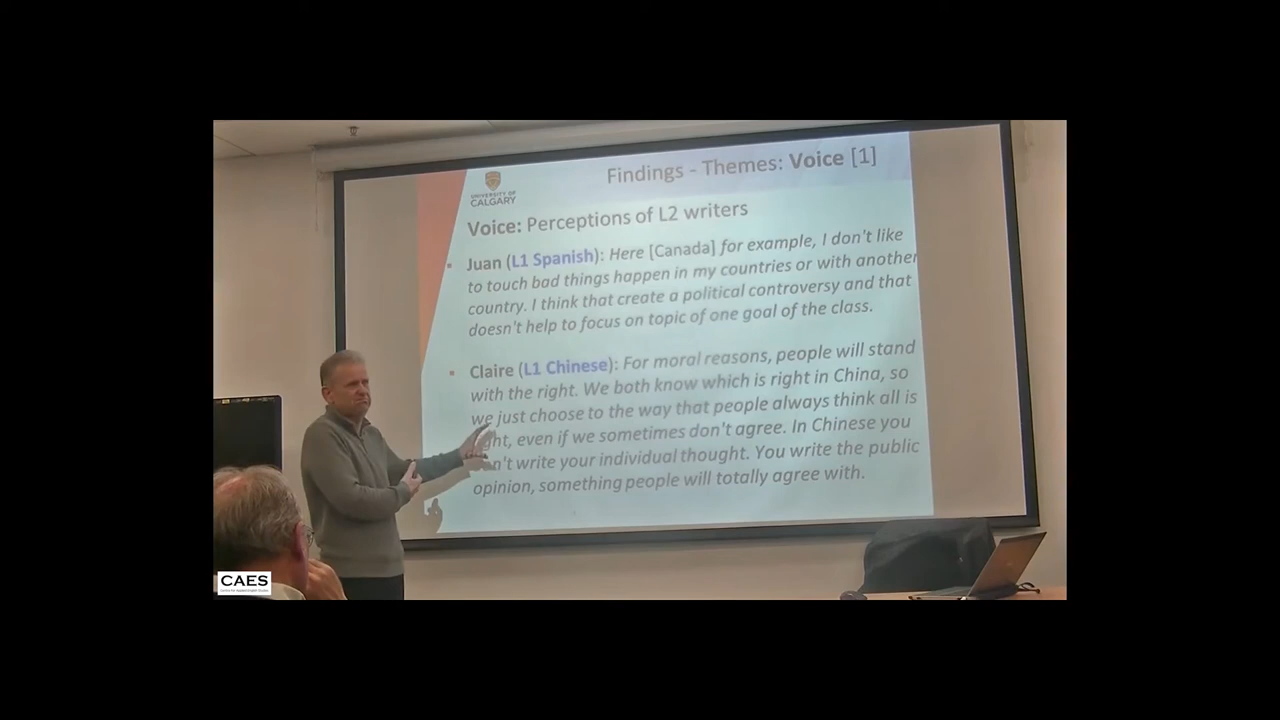 Findings - Themes: Voice [1]
UNIVERSITY OF
CALGARY
Voice: Perceptions of L2 writers
Juan (L1 Spanish): Here [Canada] for example, I don't like
to touch bad things happen in my countries or with another
country. I think that create a political controversy and that
doesn't help to focus on topic of one goal of the class.
Claire (L1 Chinese): For moral reasons, people will stand
with the right. We both know which is right in China, so
we just choose to the way that people always think all is
even if we sometimes don't agree. In Chinese you
write your individual thought. You write the public
opinion, something people will totally agree with.
CAES
Centre for Applied English Studies